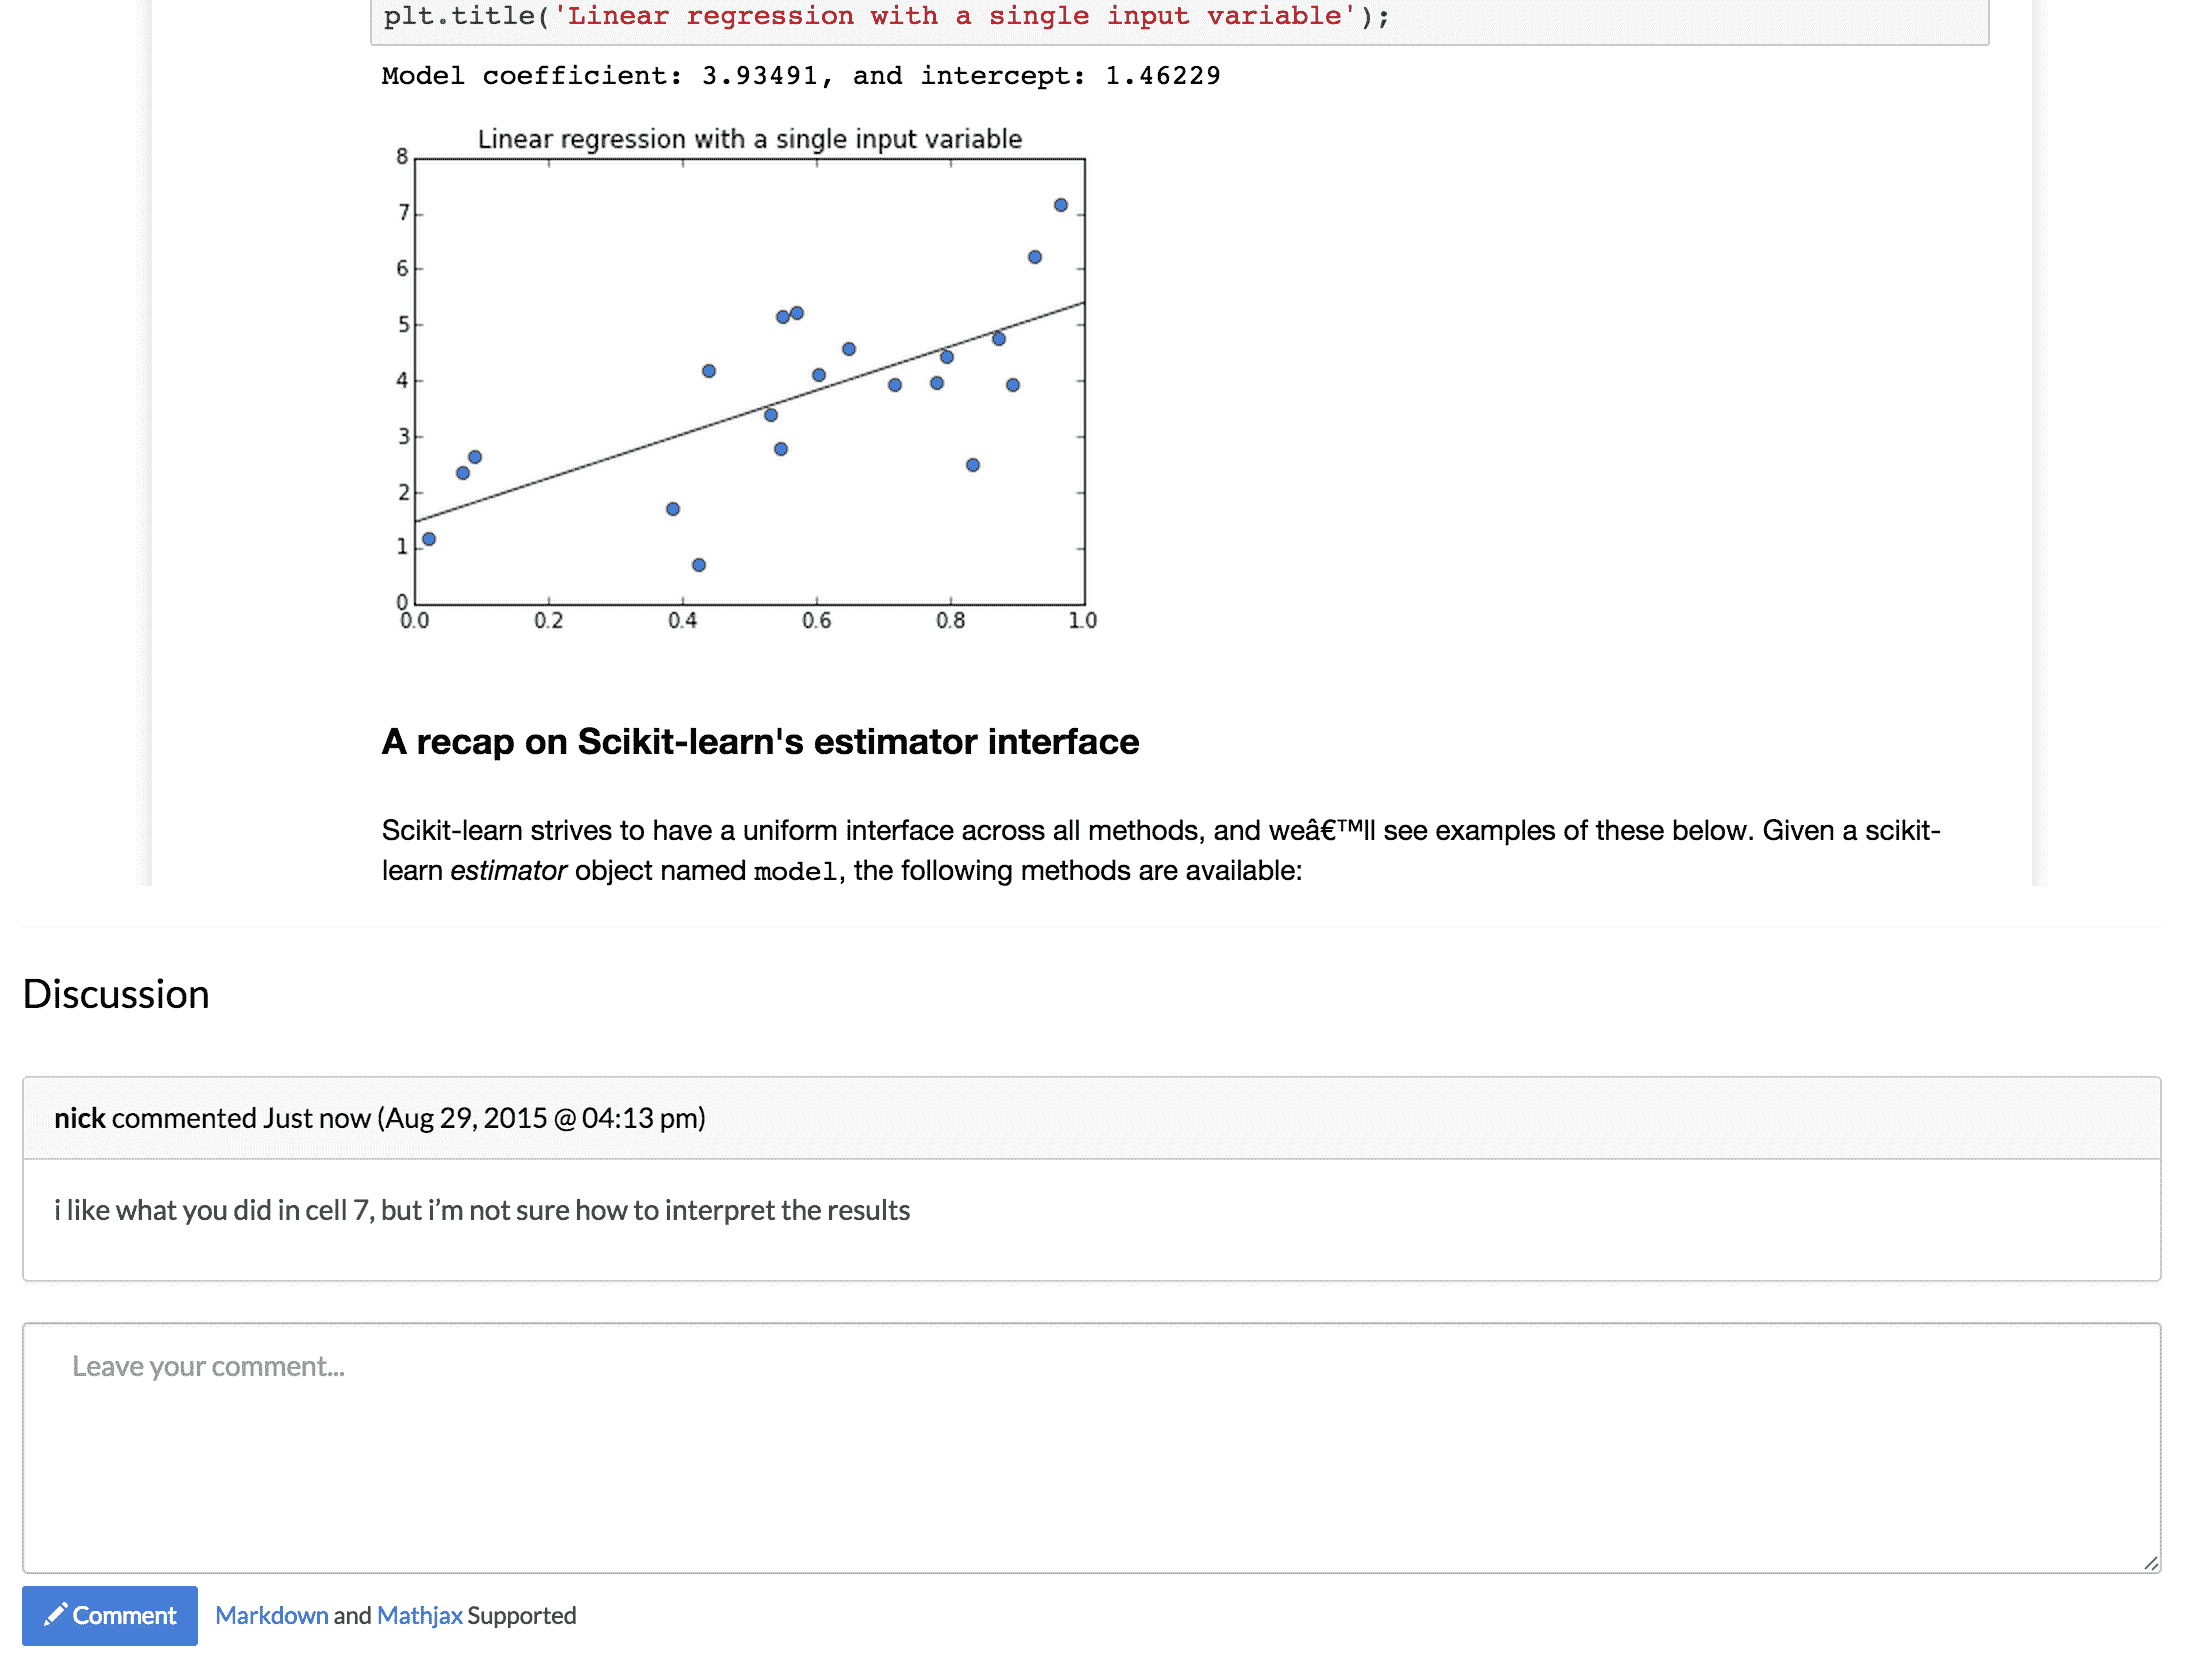 plt.title('Linear regression with a single input variable');
Model coefficient: 3.93491, and intercept: 1.46229
Linear regression with a single input variable
8
7
6
5
4
3
2
1
0
0.0 0.2 0.4 0.6 0.8 1.0
A recap on Scikit-learn's estimator interface
Scikit-learn strives to have a uniform interface across all methods, and weâ€™ll see examples of these below. Given a scikit-
learn estimator object named model, the following methods are available:
Discussion
nick commented Just now (Aug 29, 2015 @ 04:13 pm)
i like what you did in cell 7, but i’m not sure how to interpret the results
Leave your comment...
Comment Markdown and Mathjax Supported